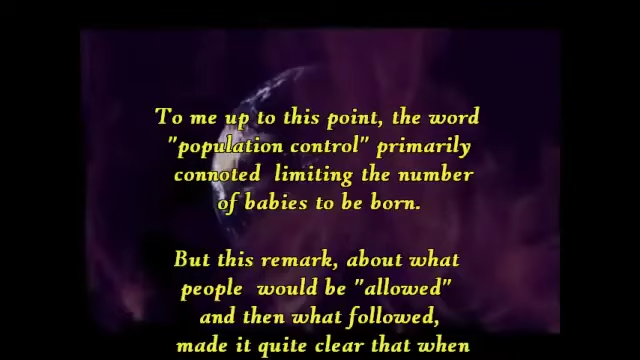 To me up to this point, the word
"population control" primarily
connoted limiting the number
of babies to be born.
But this remark, about what
people would be "allowed"
and then what followed,
made it quite clear that when